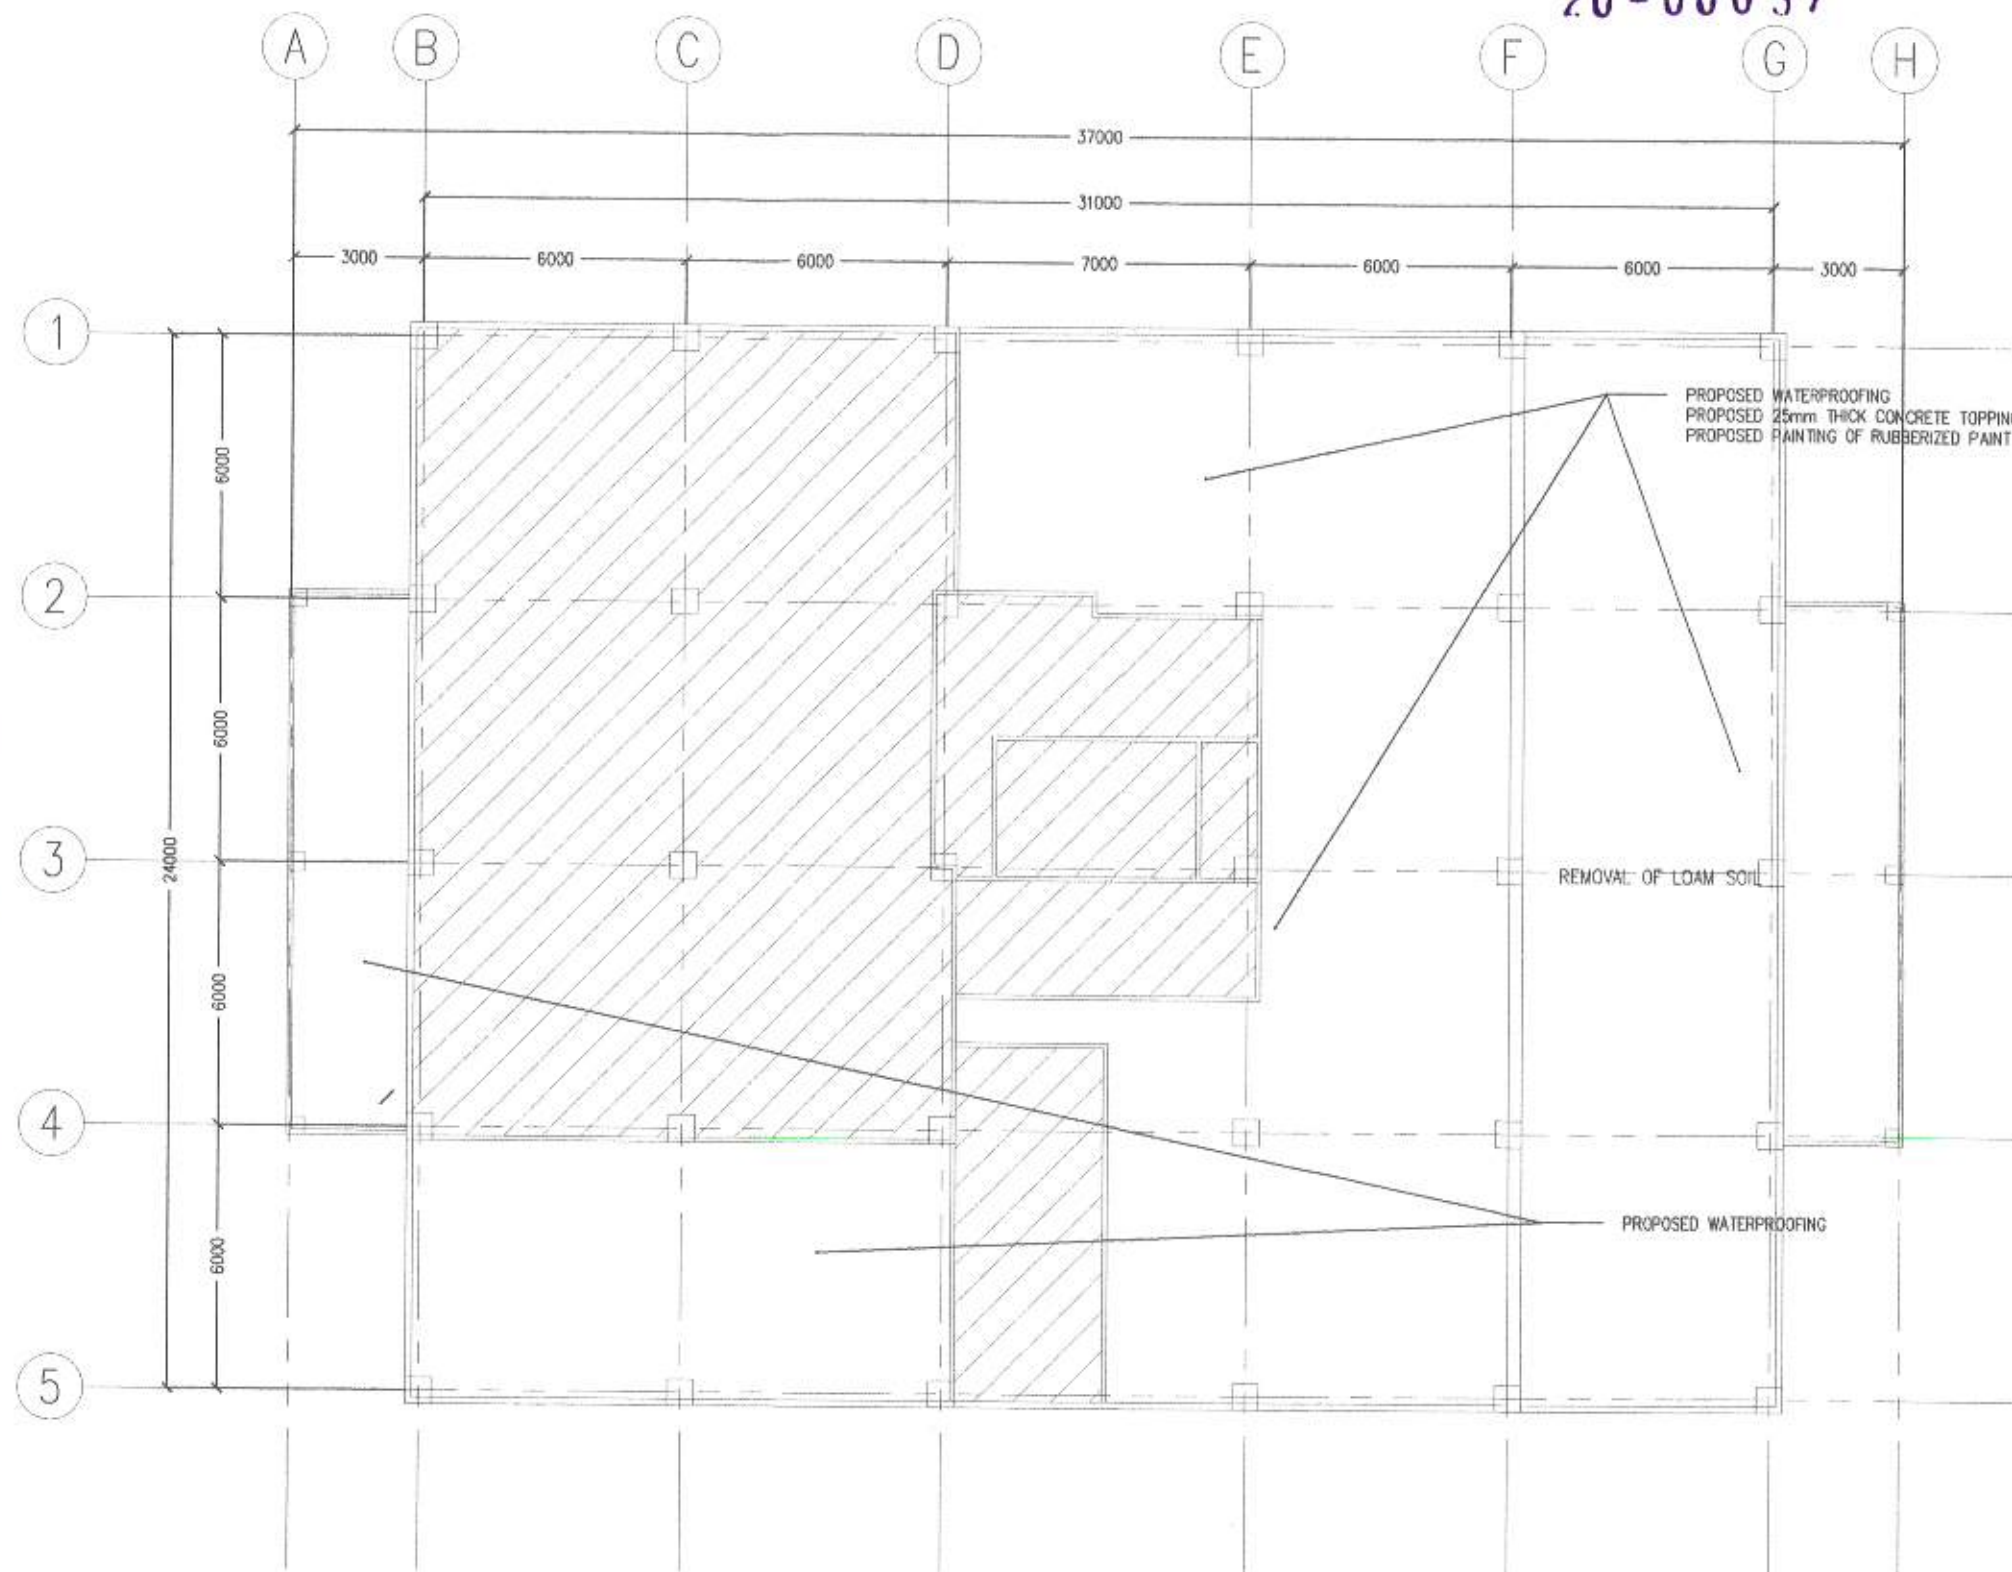 A B C D E F G H
37000
31000
3000 6000 6000 7000 6000 6000 3000
1
PROPOSED WATERPROOFING
PROPOSED 25mm THICK CONCRETE TOPPING
PROPOSED PAINTING OF RUBBERIZED PAINT
6000
2
6000
3
24000
REMOVAL OF LOAM SOIL
6000
4
PROPOSED WATERPROOFING
6000
5